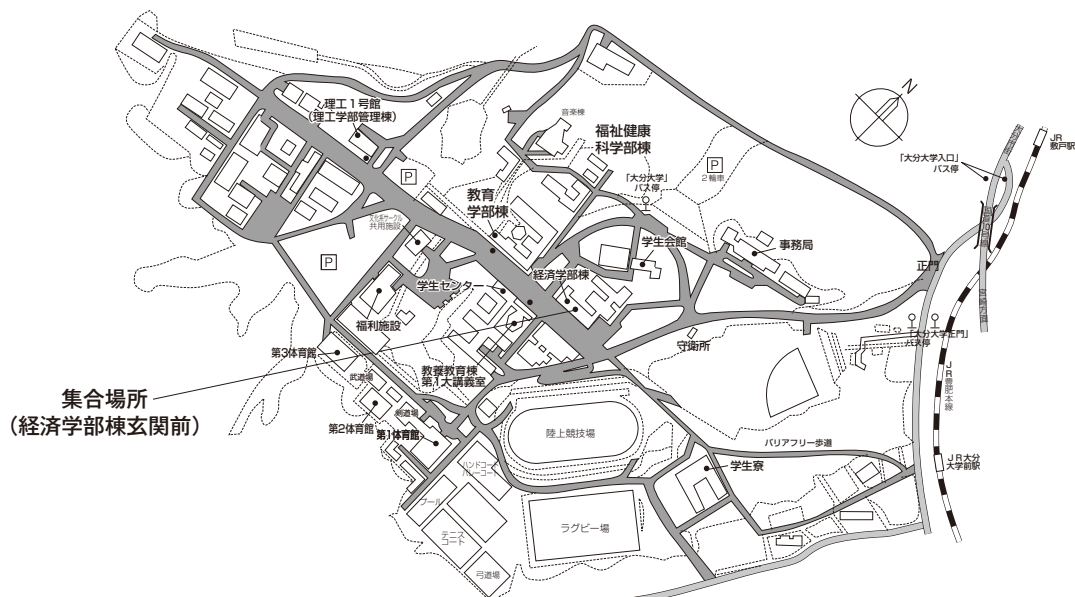 理工1号館
(理工学部管理棟)
音楽棟
福祉健康
科学部棟
N
JR
敷戸駅
「大分大学入口」
バス停
P
2輪車
P
「大分大学」
バス停
教育
学部棟
文化系サークル
共用施設
学生会館
事務局
正門
P
学生センター
経済学部棟
福利施設
「大分大学正門」
バス停
守衛所
第3体育館
武道場
教養教育棟
第1大講義室
JR豊肥本線
集合場所
(経済学部棟玄関前)
第2体育館
剣道場
第1体育館
陸上競技場
バリアフリー歩道
JR大分
大学前駅
学生寮
ハンドコート
バレーコート
プール
テニス
コート
ラグビー場
弓道場